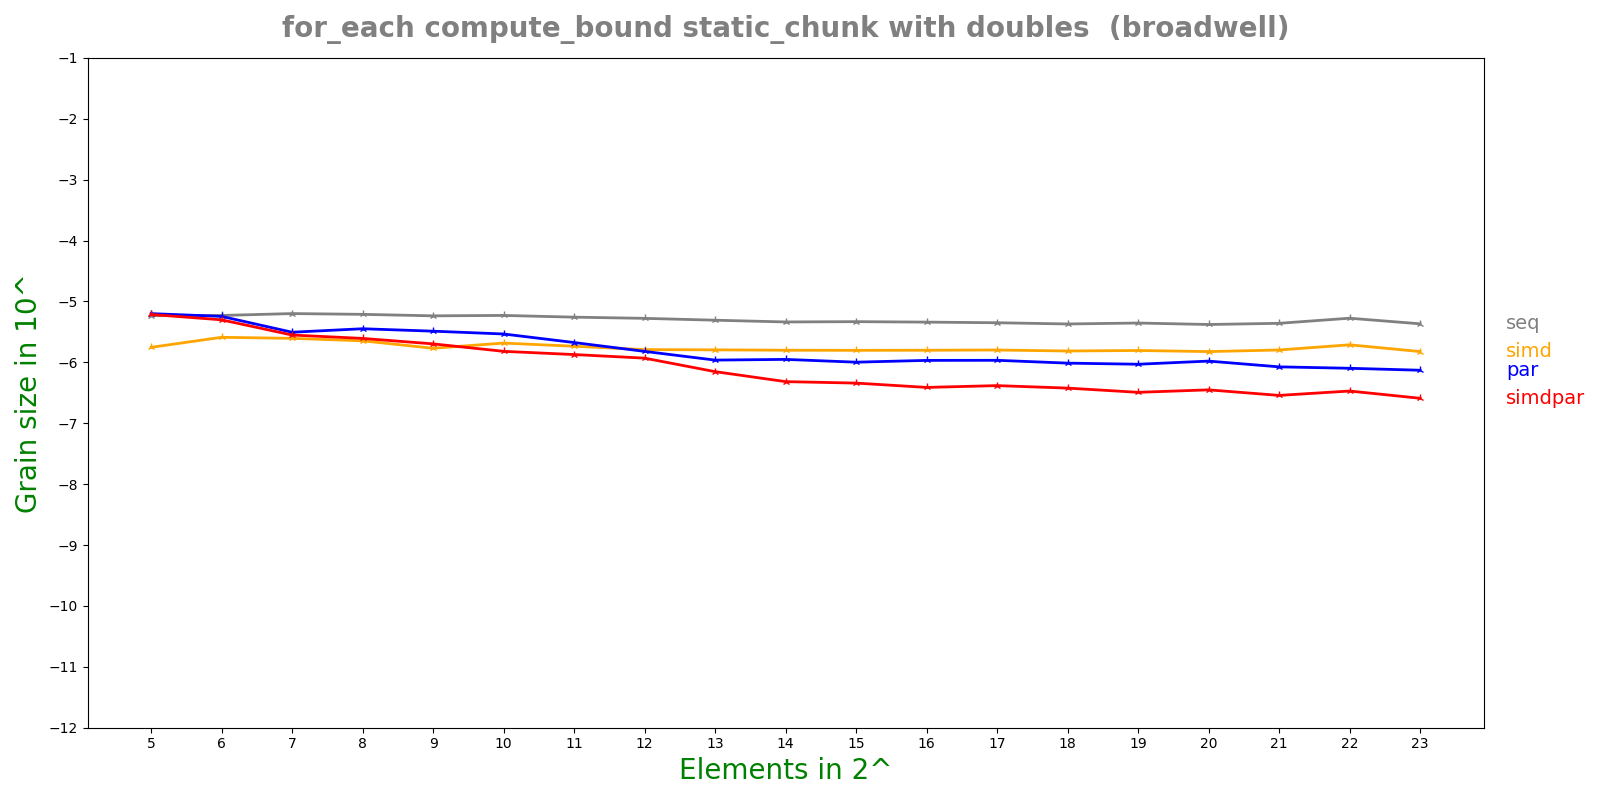 for_each compute_bound static_chunk with doubles  (broadwell)
−1
−2
−3
−4
−5
−6
−7
−8
−9
−10
−11
−12
Grain size in 10^
seq
simd
par
simdpar
5 6 7 8 9 10 11 12 13 14 15 16 17 18 19 20 21 22 23
Elements in 2^